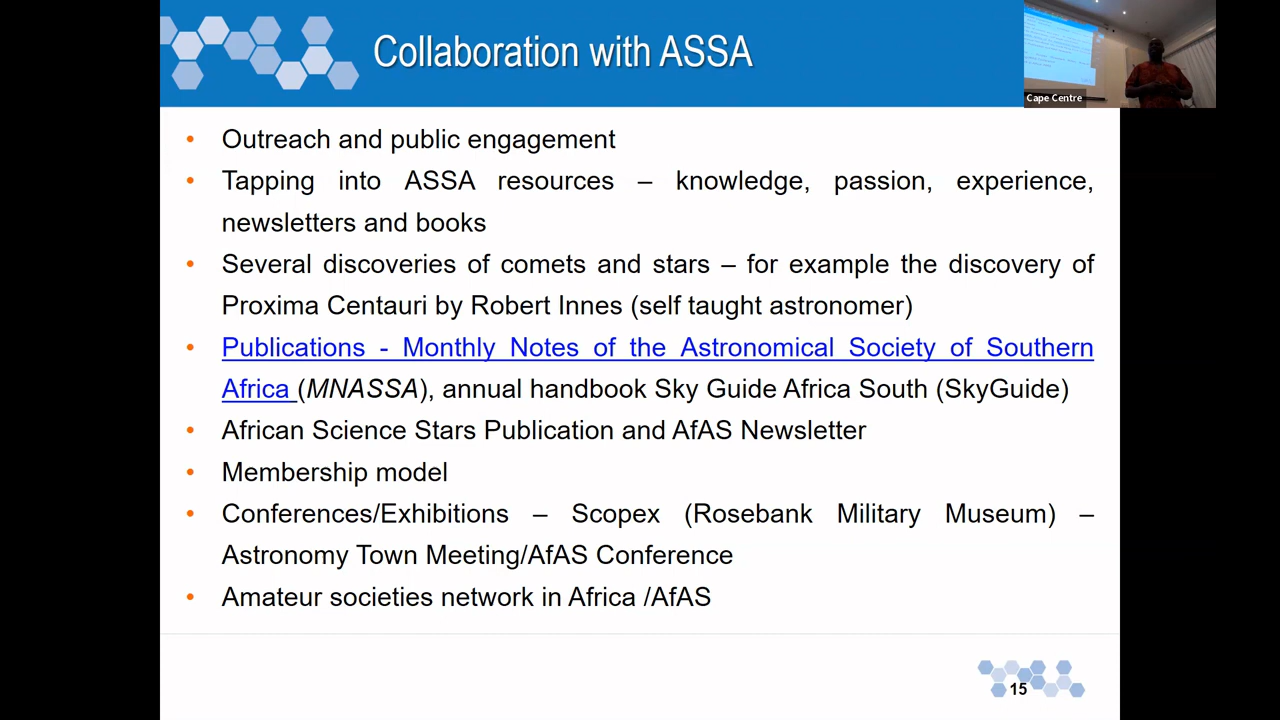 Collaboration with ASSA
Cape Centre
• Outreach and public engagement
• Tapping into ASSA resources – knowledge, passion, experience,
newsletters and books
• Several discoveries of comets and stars – for example the discovery of
Proxima Centauri by Robert Innes (self taught astronomer)
• Publications - Monthly Notes of the Astronomical Society of Southern
Africa (MNASSA), annual handbook Sky Guide Africa South (SkyGuide)
• African Science Stars Publication and AfAS Newsletter
• Membership model
• Conferences/Exhibitions – Scopex (Rosebank Military Museum) –
Astronomy Town Meeting/AfAS Conference
• Amateur societies network in Africa /AfAS
15